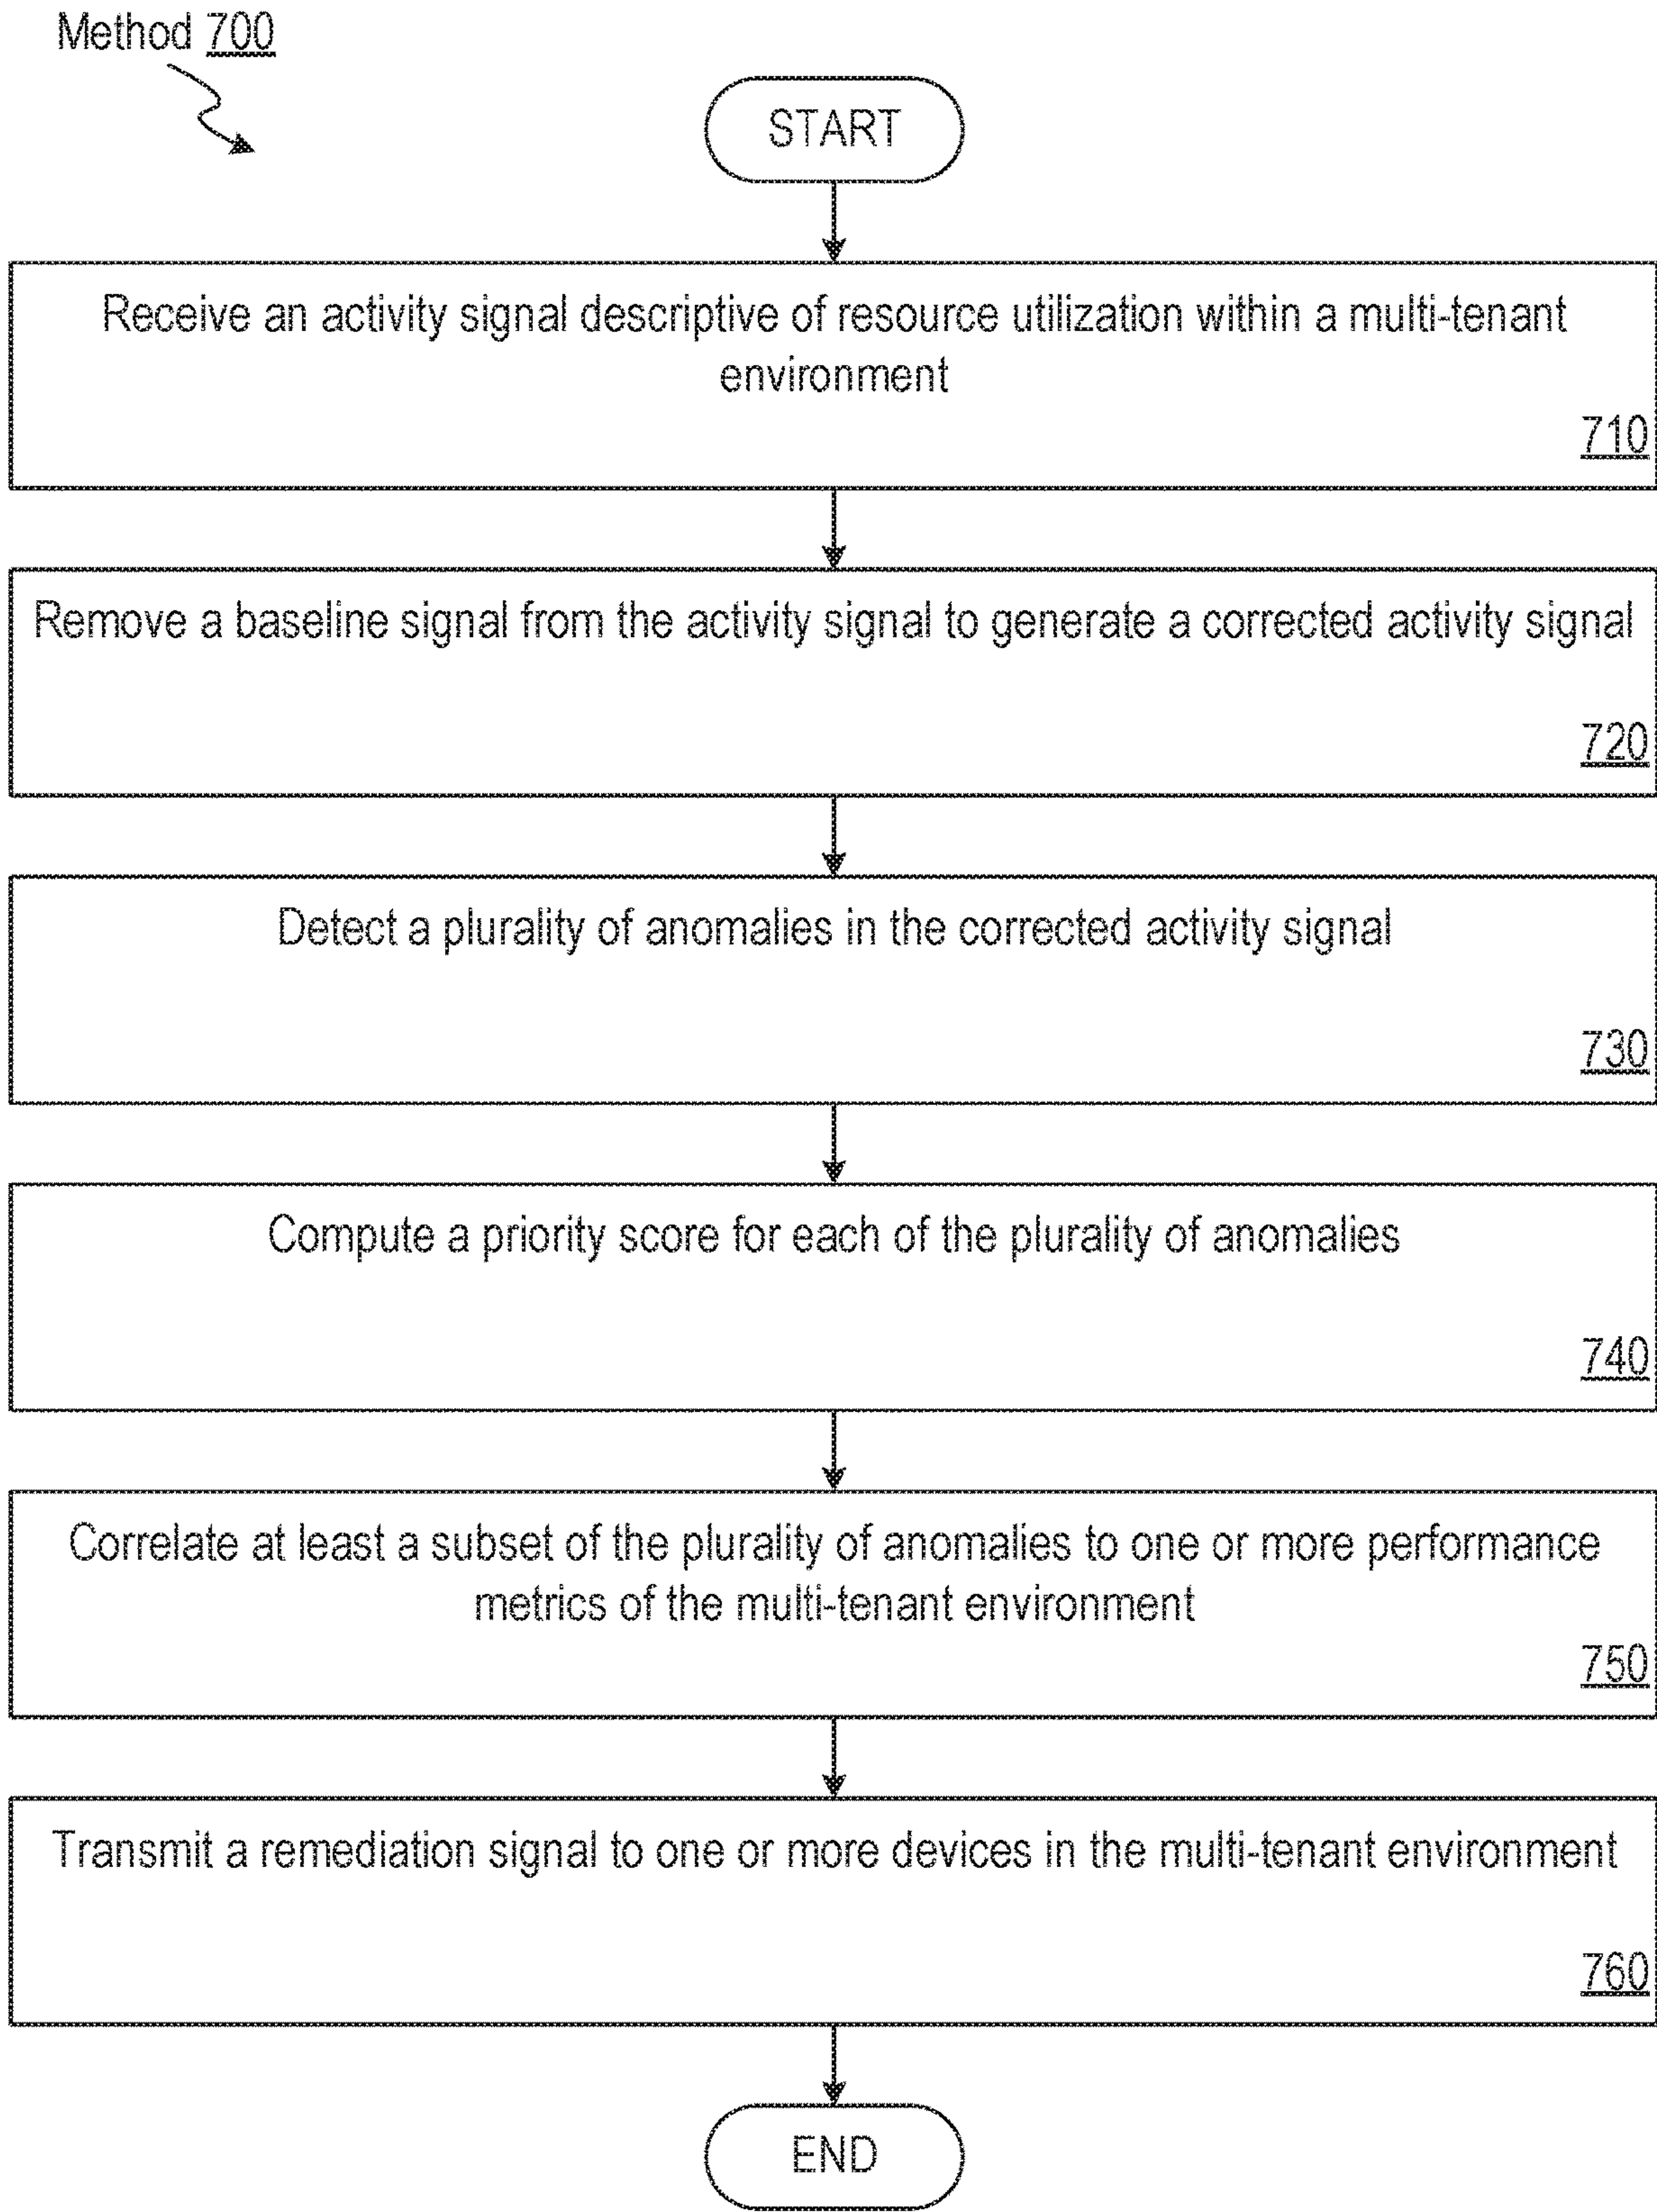 Method 700
START
Receive an activity signal descriptive of resource utilization within a multi-tenant
environment
710
Remove a baseline signal from the activity signal to generate a corrected activity signal
720
Detect a plurality of anomalies in the corrected activity signal
730
Compute a priority score for each of the plurality of anomalies
740
Correlate at least a subset of the plurality of anomalies to one or more performance
metrics of the multi-tenant environment
750
Transmit a remediation signal to one or more devices in the multi-tenant environment
760
END